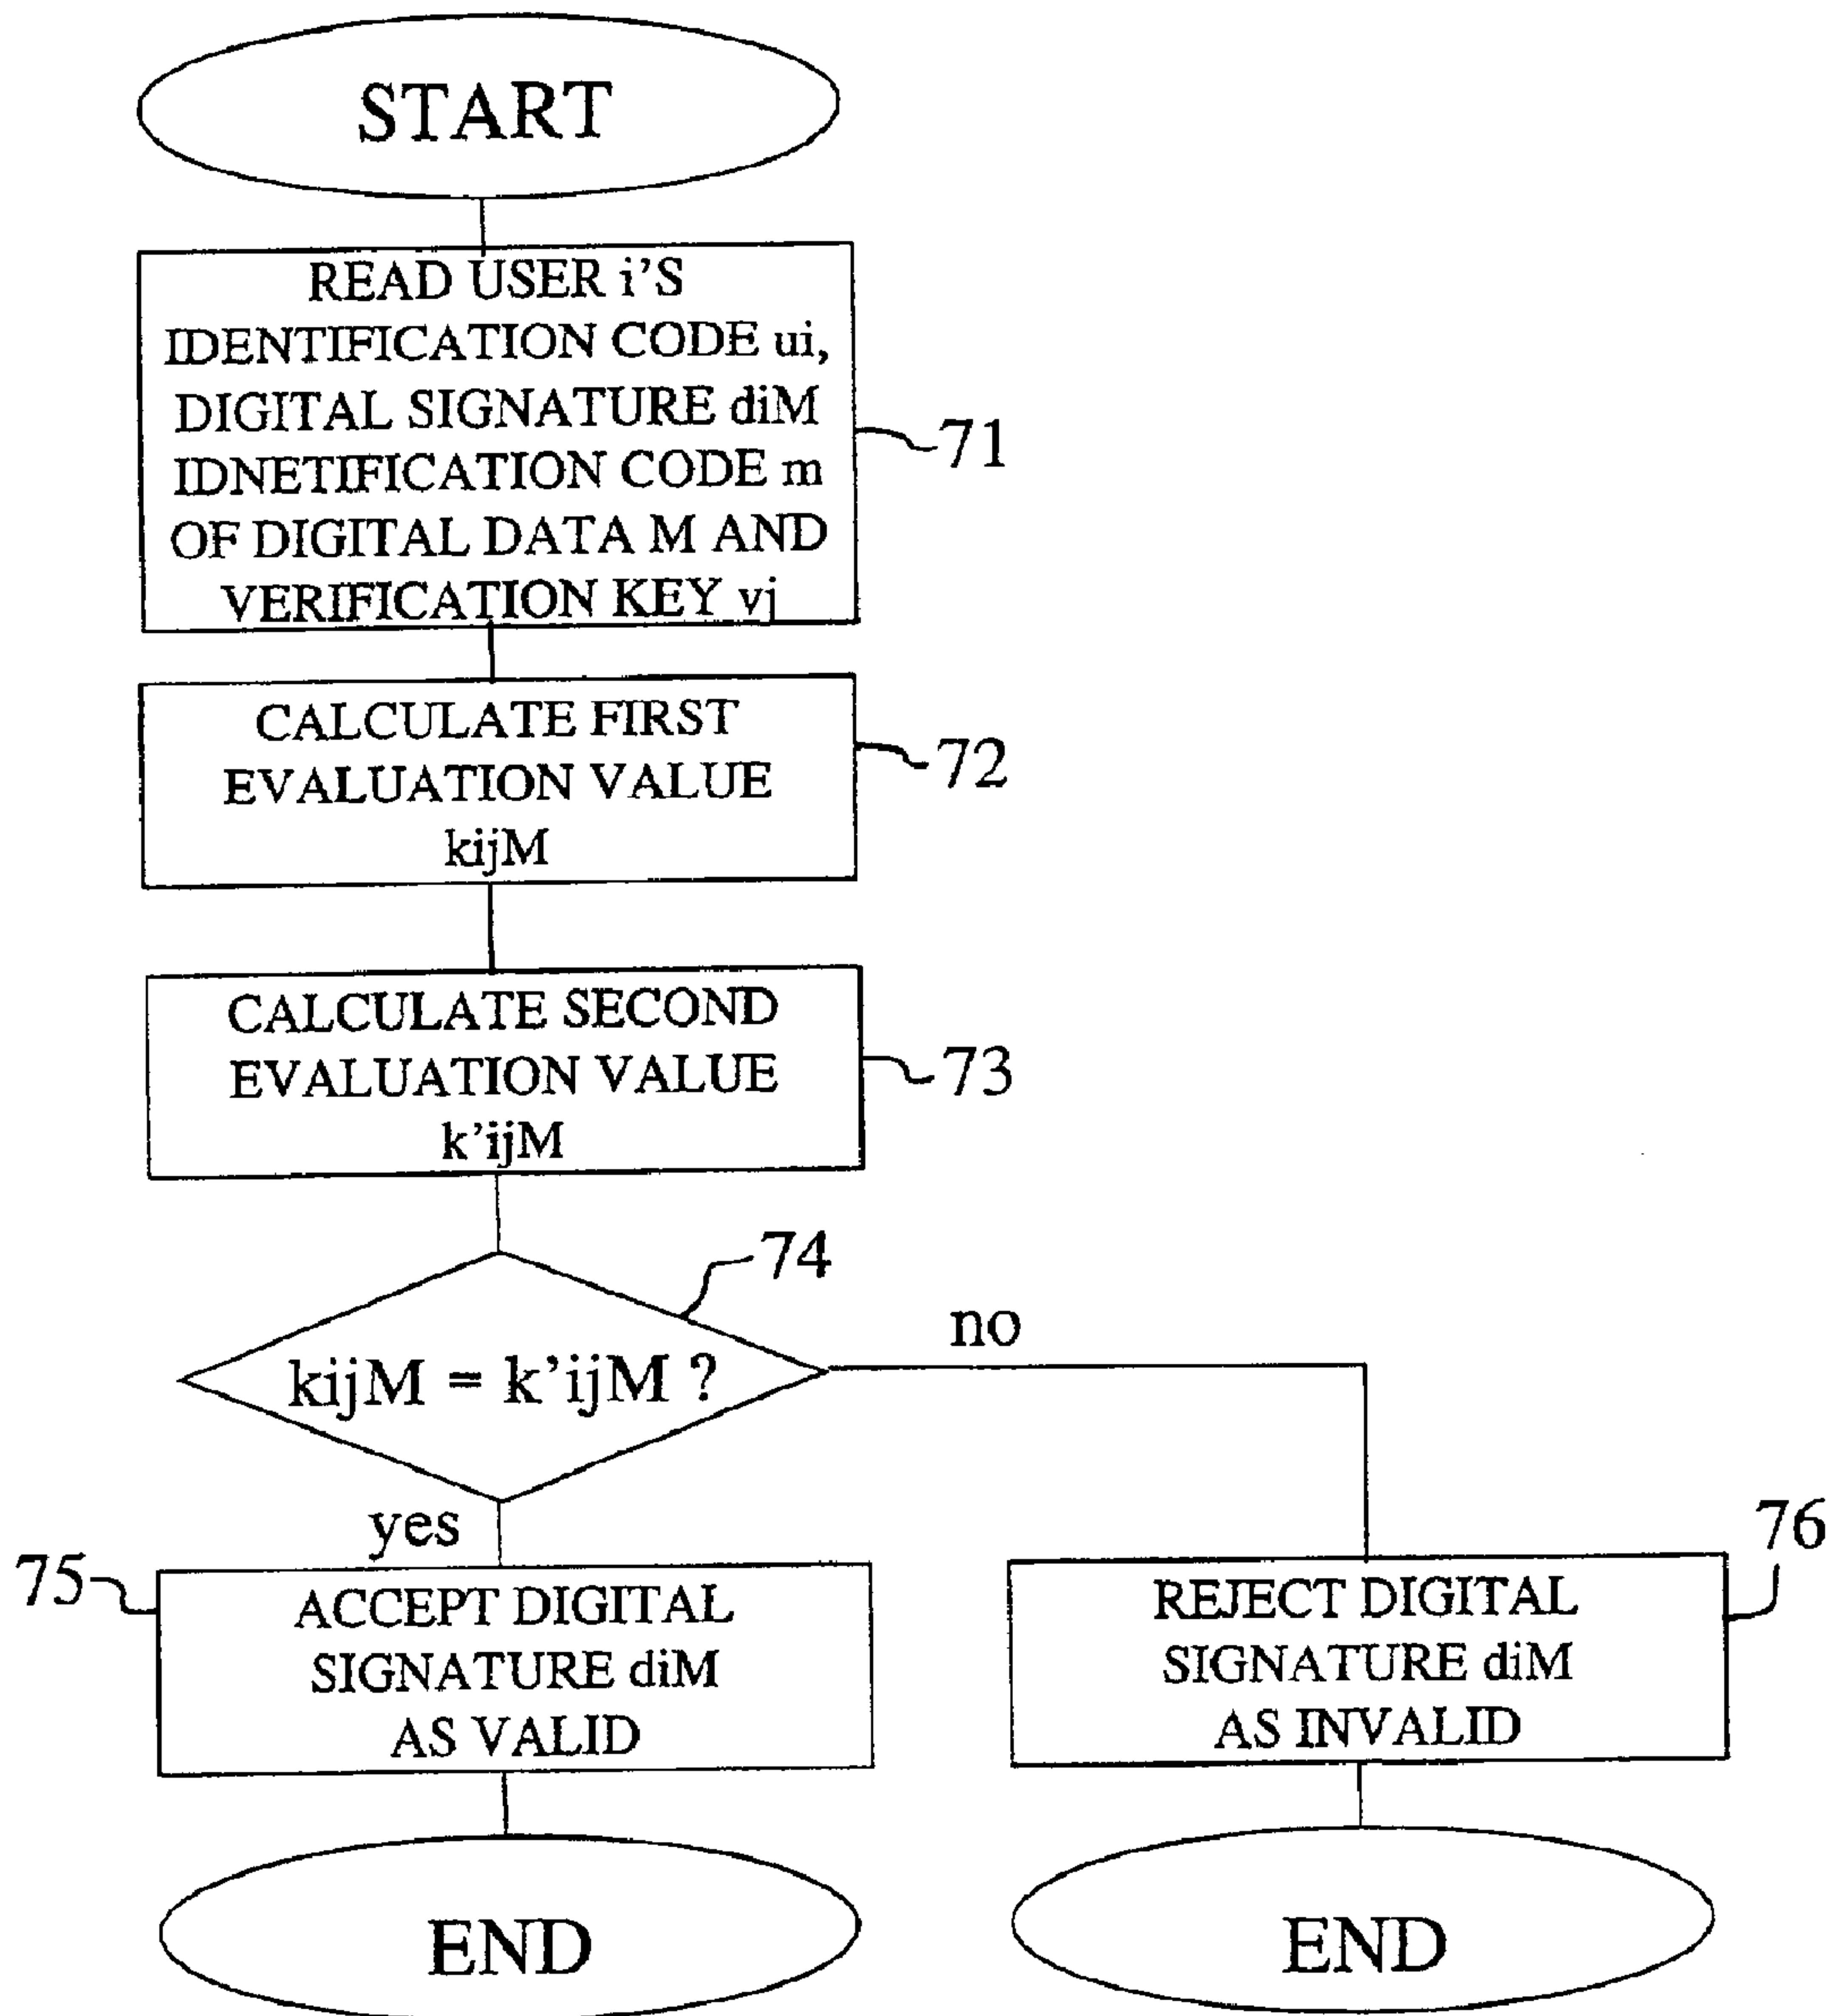 START
READ USER i'S
IDENTIFICATION CODE ui,
DIGITAL SIGNATURE diM
IDNETIFICATION CODE m
OF DIGITAL DATA M AND
VERIFICATION KEY vj
71
CALCULATE FIRST
EVALUATION VALUE
kijM
72
CALCULATE SECOND
EVALUATION VALUE
k'ijM
73
74
kijM = k'ijM ?
no
yes
75
ACCEPT DIGITAL
SIGNATURE diM
AS VALID
76
REJECT DIGITAL
SIGNATURE diM
AS INVALID
END
END